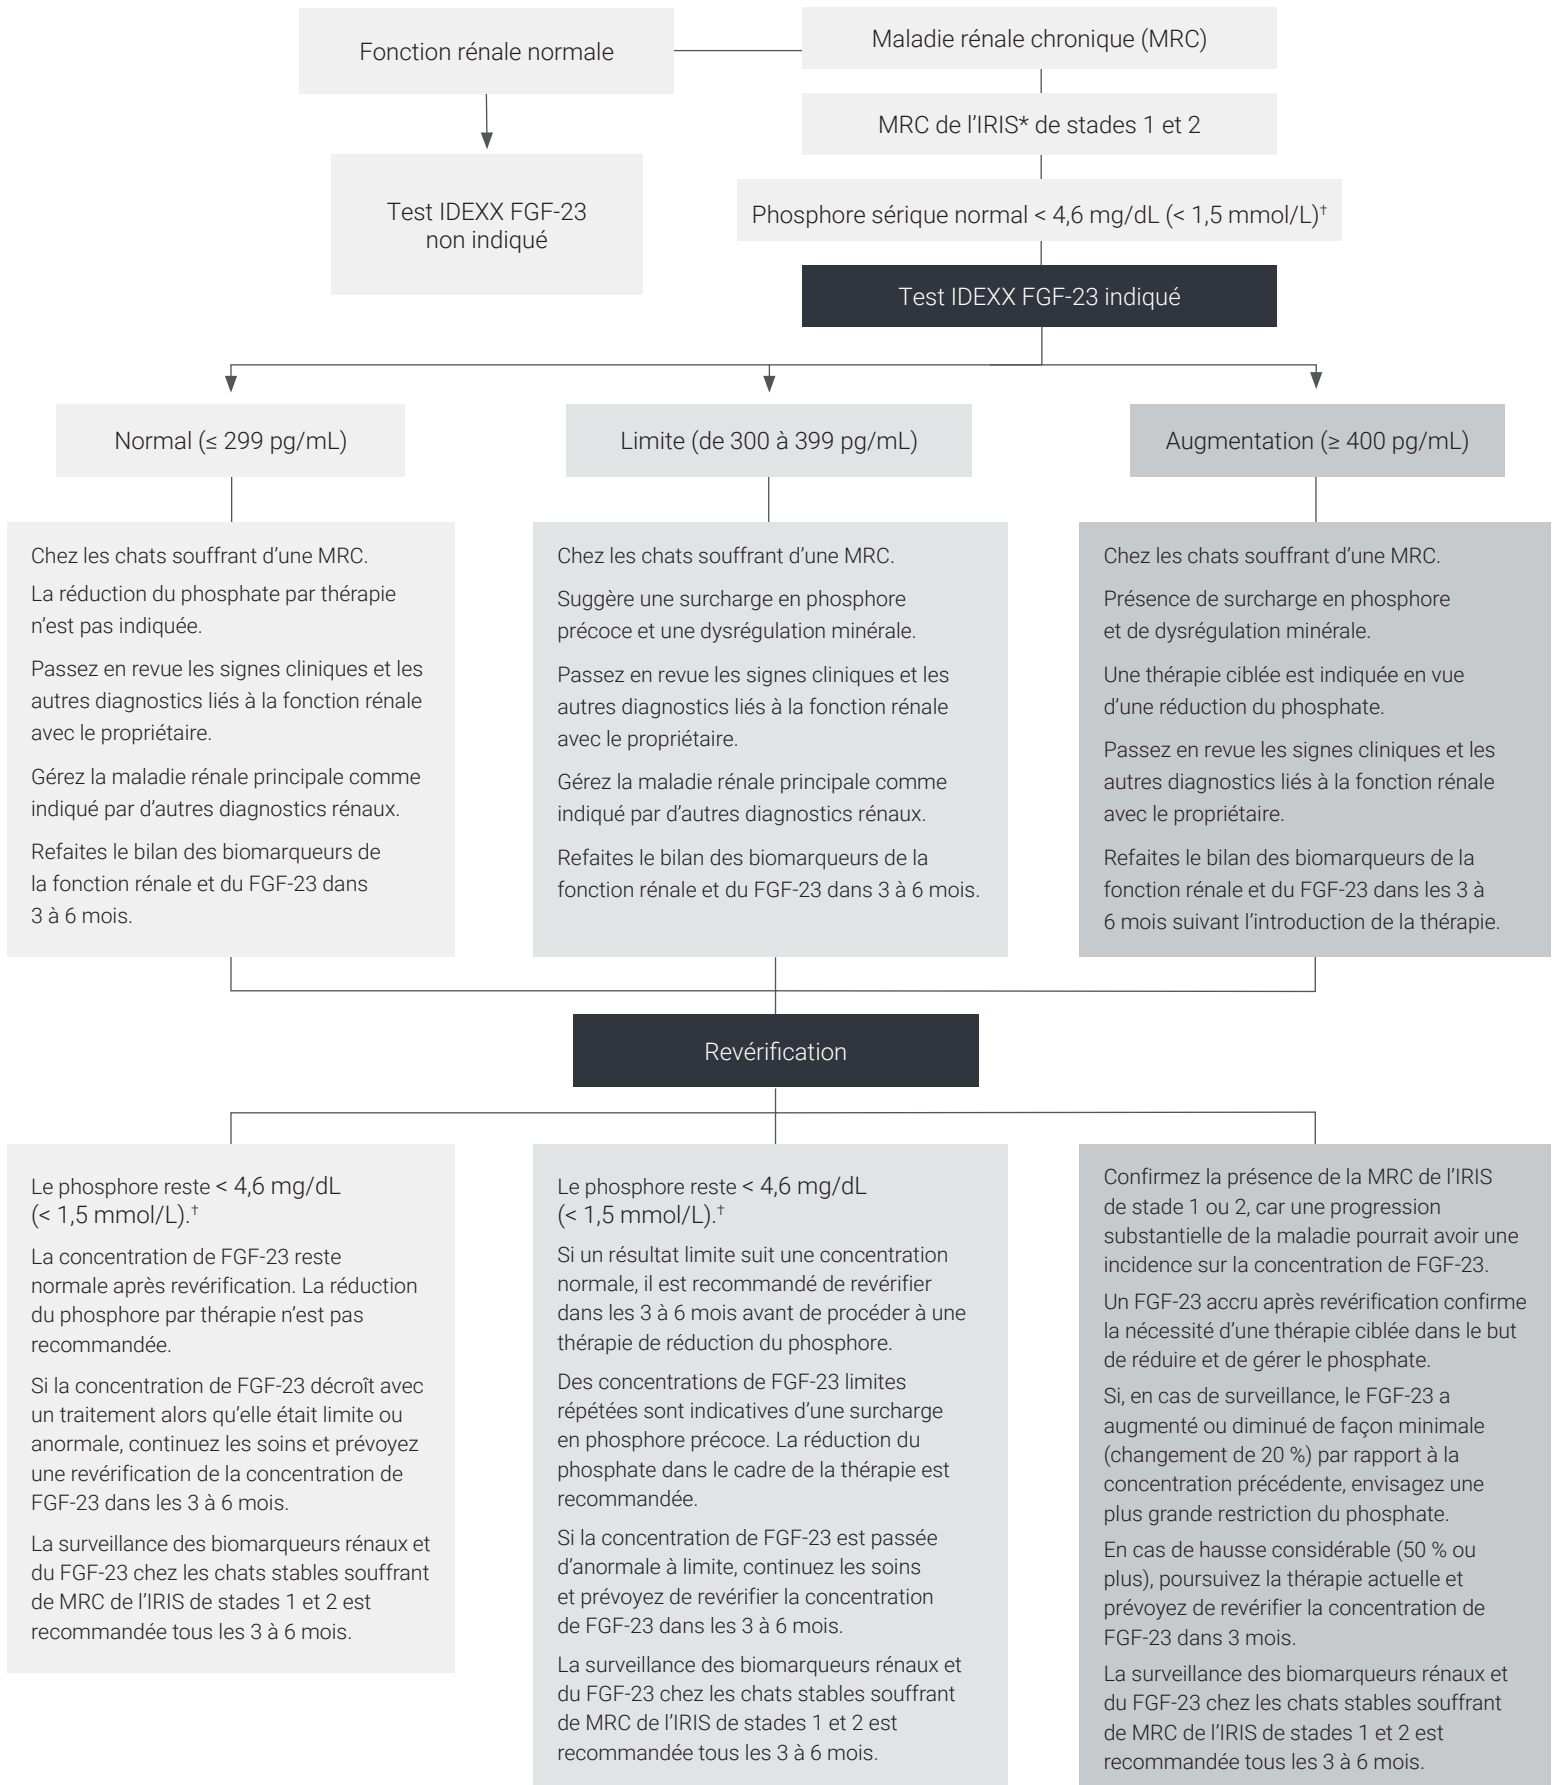 Fonction rénale normale
Maladie rénale chronique (MRC)
MRC de l'IRIS* de stades 1 et 2
Test IDEXX FGF-23
non indiqué
Phosphore sérique normal < 4,6 mg/dL (< 1,5 mmol/L)†
Test IDEXX FGF-23 indiqué
Normal (≤ 299 pg/mL)
Limite (de 300 à 399 pg/mL)
Augmentation (≥ 400 pg/mL)
Chez les chats souffrant d'une MRC.
La réduction du phosphate par thérapie
n'est pas indiquée.
Passez en revue les signes cliniques et les
autres diagnostics liés à la fonction rénale
avec le propriétaire.
Gérez la maladie rénale principale comme
indiqué par d'autres diagnostics rénaux.
Refaites le bilan des biomarqueurs de
la fonction rénale et du FGF-23 dans
3 à 6 mois.
Chez les chats souffrant d'une MRC.
Suggère une surcharge en phosphore
précoce et une dysrégulation minérale.
Passez en revue les signes cliniques et les
autres diagnostics liés à la fonction rénale
avec le propriétaire.
Gérez la maladie rénale principale comme
indiqué par d'autres diagnostics rénaux.
Refaites le bilan des biomarqueurs de la
fonction rénale et du FGF-23 dans 3 à 6 mois.
Chez les chats souffrant d'une MRC.
Présence de surcharge en phosphore
et de dysrégulation minérale.
Une thérapie ciblée est indiquée en vue
d'une réduction du phosphate.
Passez en revue les signes cliniques et les
autres diagnostics liés à la fonction rénale
avec le propriétaire.
Refaites le bilan des biomarqueurs de la
fonction rénale et du FGF-23 dans les 3 à
6 mois suivant l'introduction de la thérapie.
Revérification
Le phosphore reste < 4,6 mg/dL
(< 1,5 mmol/L).†
La concentration de FGF-23 reste
normale après revérification. La réduction
du phosphore par thérapie n'est pas
recommandée.
Si la concentration de FGF-23 décroît avec
un traitement alors qu'elle était limite ou
anormale, continuez les soins et prévoyez
une revérification de la concentration de
FGF-23 dans les 3 à 6 mois.
La surveillance des biomarqueurs rénaux et
du FGF-23 chez les chats stables souffrant
de MRC de l'IRIS de stades 1 et 2 est
recommandée tous les 3 à 6 mois.
Le phosphore reste < 4,6 mg/dL
(< 1,5 mmol/L).†
Si un résultat limite suit une concentration
normale, il est recommandé de revérifier
dans les 3 à 6 mois avant de procéder à une
thérapie de réduction du phosphore.
Des concentrations de FGF-23 limites
répétées sont indicatives d'une surcharge
en phosphore précoce. La réduction du
phosphate dans le cadre de la thérapie est
recommandée.
Si la concentration de FGF-23 est passée
d'anormale à limite, continuez les soins
et prévoyez de revérifier la concentration
de FGF-23 dans les 3 à 6 mois.
La surveillance des biomarqueurs rénaux et
du FGF-23 chez les chats stables souffrant
de MRC de l'IRIS de stades 1 et 2 est
recommandée tous les 3 à 6 mois.
Confirmez la présence de la MRC de l'IRIS
de stade 1 ou 2, car une progression
substantielle de la maladie pourrait avoir une
incidence sur la concentration de FGF-23.
Un FGF-23 accru après revérification confirme
la nécessité d'une thérapie ciblée dans le but
de réduire et de gérer le phosphate.
Si, en cas de surveillance, le FGF-23 a
augmenté ou diminué de façon minimale
(changement de 20 %) par rapport à la
concentration précédente, envisagez une
plus grande restriction du phosphate.
En cas de hausse considérable (50 % ou
plus), poursuivez la thérapie actuelle et
prévoyez de revérifier la concentration de
FGF-23 dans 3 mois.
La surveillance des biomarqueurs rénaux et
du FGF-23 chez les chats stables souffrant
de MRC de l'IRIS de stades 1 et 2 est
recommandée tous les 3 à 6 mois.